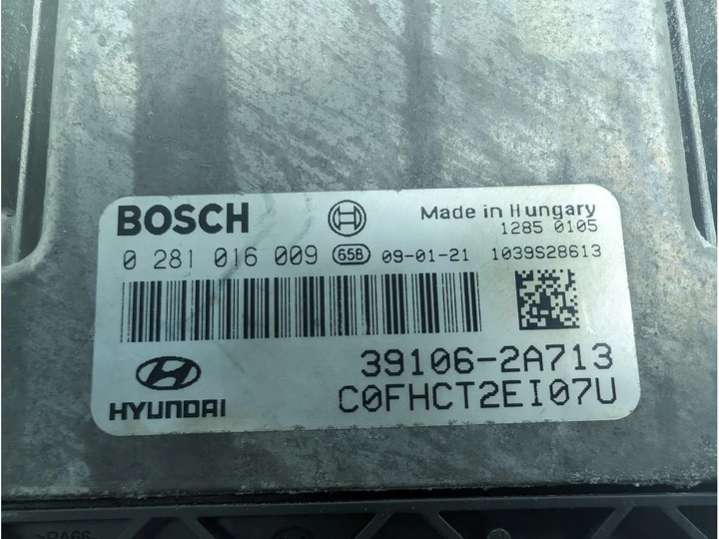 BOSCH Made in Hungary
1285 0105
0 281 016 009 658 09-01-21 1039S28613
39106-2A713
HYUNDAI C0FHCT2EI07U
>PA66